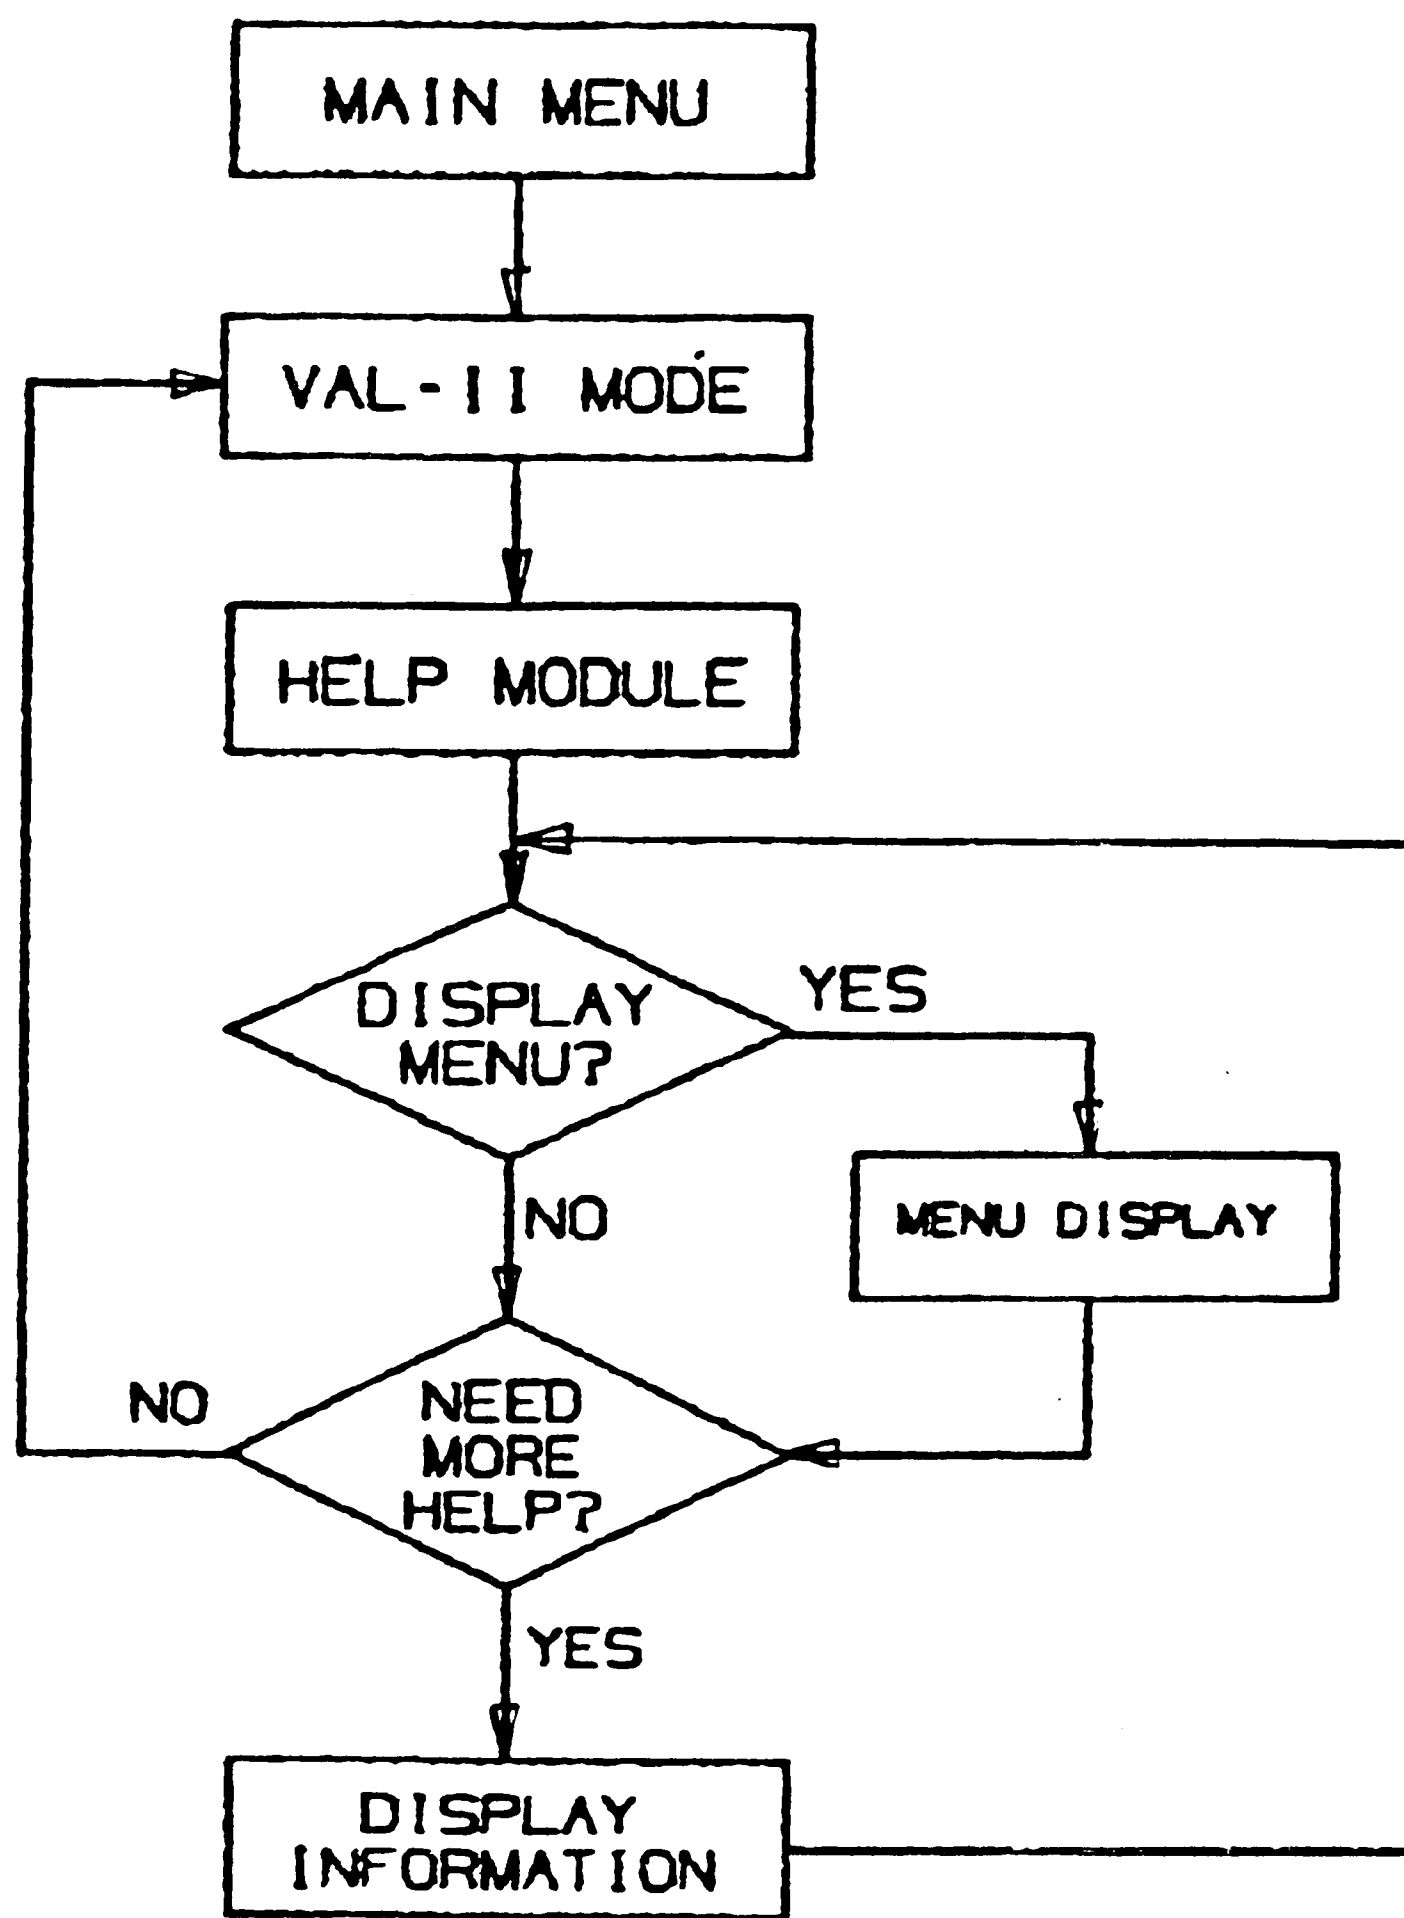 MAIN MENU
VAL-II MODE
HELP MODULE
DISPLAY
MENU?
YES
NO
MENU DISPLAY
NO
NEED
MORE
HELP?
YES
DISPLAY
INFORMATION